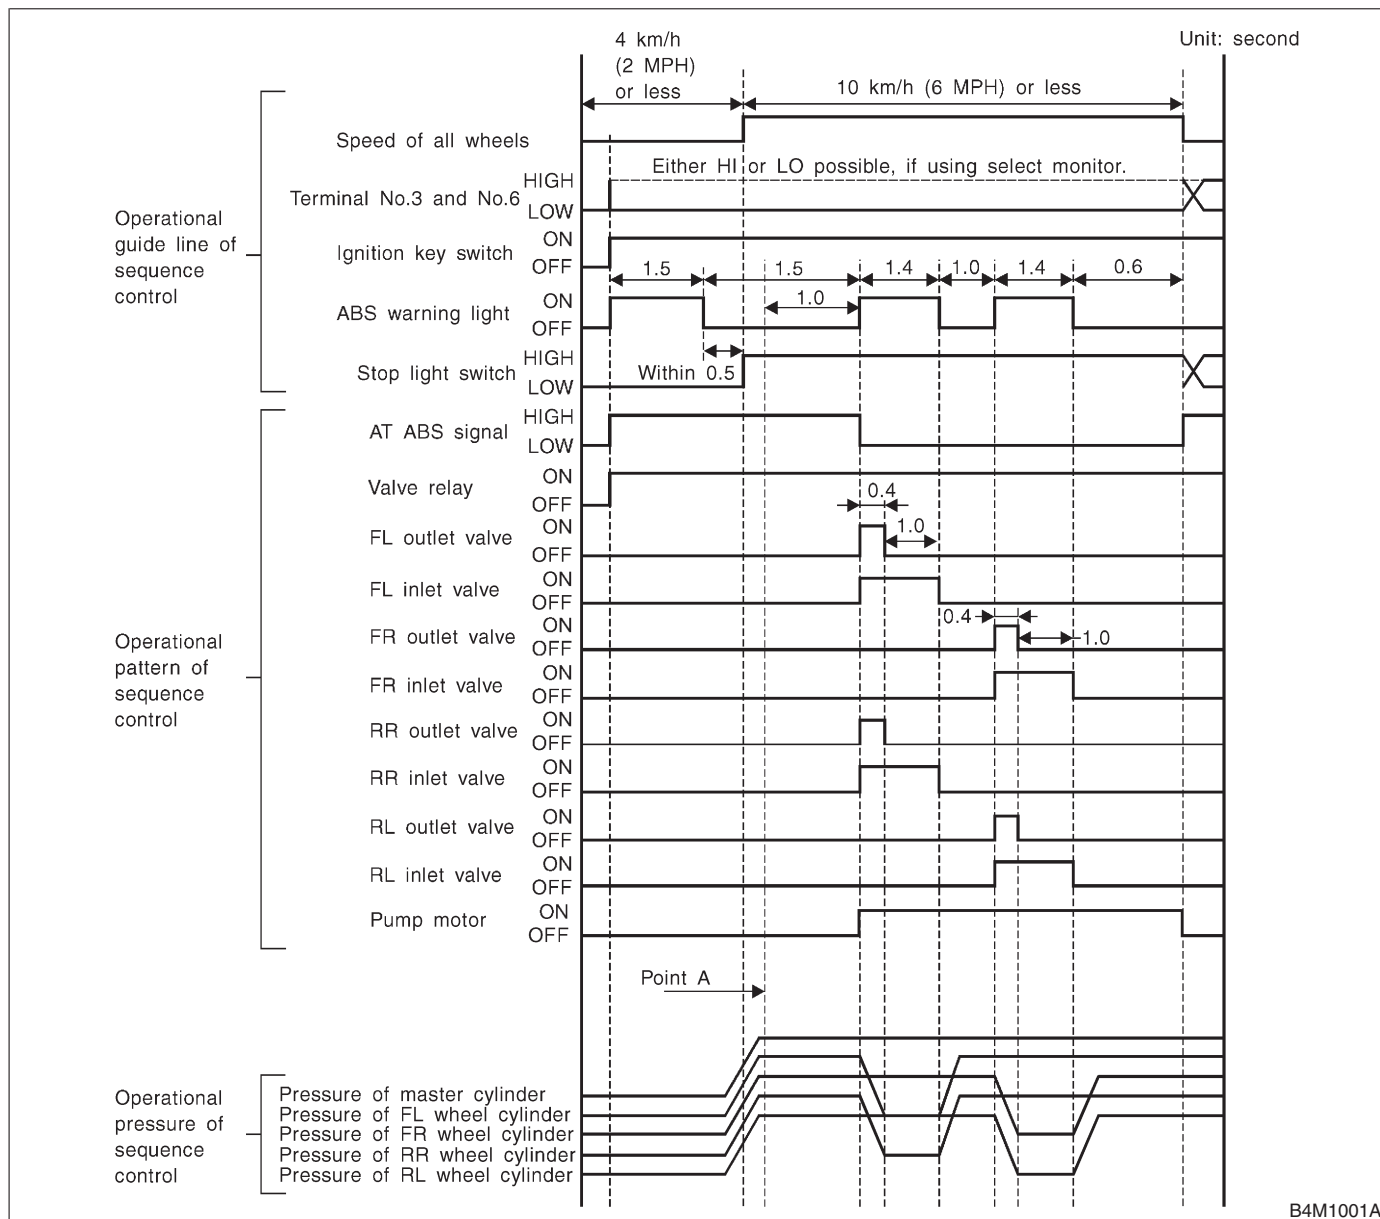 4 km/h
(2 MPH)
or less
Unit: second
10 km/h (6 MPH) or less
Speed of all wheels
Either HI or LO possible, if using select monitor.
Operational
guide line of
sequence
control
Terminal No.3 and No.6
HIGH
LOW
Ignition key switch
ON
OFF
1.5
1.5
1.4
1.0
1.4
0.6
ABS warning light
ON
OFF
1.0
Stop light switch
HIGH
LOW
Within 0.5
AT ABS signal
HIGH
LOW
Valve relay
ON
OFF
0.4
FL outlet valve
ON
OFF
1.0
FL inlet valve
ON
OFF
Operational
pattern of
sequence
control
FR outlet valve
ON
OFF
0.4
1.0
FR inlet valve
ON
OFF
RR outlet valve
ON
OFF
RR inlet valve
ON
OFF
RL outlet valve
ON
OFF
RL inlet valve
ON
OFF
Pump motor
ON
OFF
Point A
Operational
pressure of
sequence
control
Pressure of master cylinder
Pressure of FL wheel cylinder
Pressure of FR wheel cylinder
Pressure of RR wheel cylinder
Pressure of RL wheel cylinder
B4M1001A